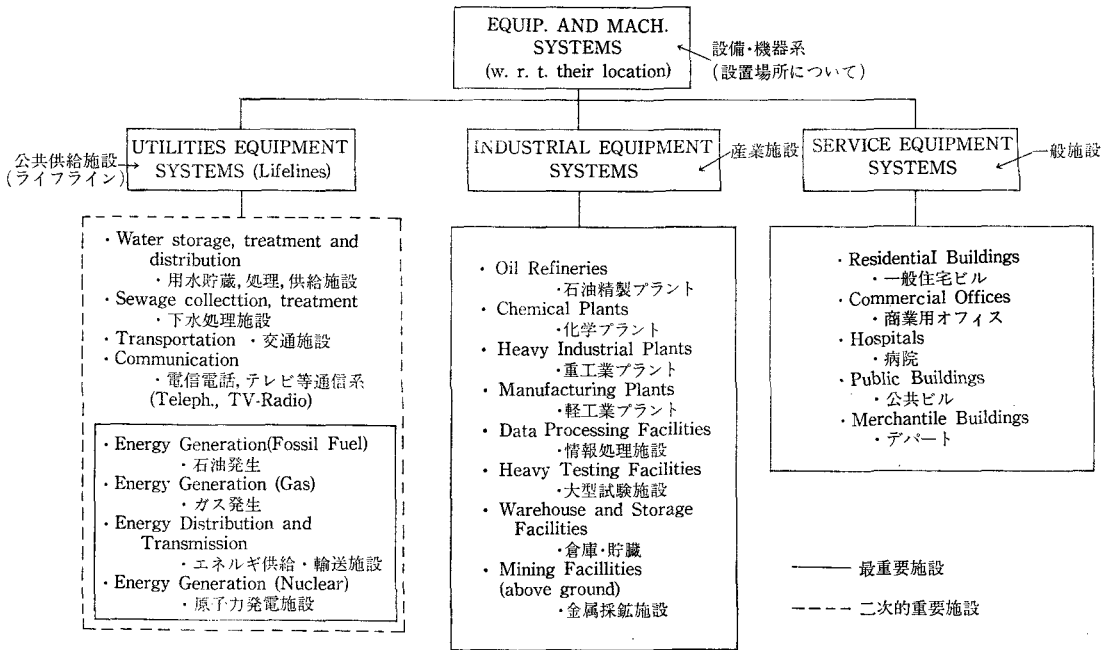 EQUIP. AND MACH.
SYSTEMS
(w. r. t. their location)
設備・機器系
(設置場所について)
公共供給施設
(ライフライン)
UTILITIES EQUIPMENT
SYSTEMS (Lifelines)
INDUSTRIAL EQUIPMENT
SYSTEMS
産業施設
SERVICE EQUIPMENT
SYSTEMS
一般施設
・Water storage, treatment and
distribution
・用水貯蔵, 処理, 供給施設
・Sewage collecttion, treatment
・下水処理施設
・Transportation ・交通施設
・Communication
・電信電話, テレビ等通信系
(Teleph., TV-Radio)
・Energy Generation(Fossil Fuel)
・石油発生
・Energy Generation (Gas)
・ガス発生
・Energy Distribution and
Transmission
・エネルギ供給・輸送施設
・Energy Generation (Nuclear)
・原子力発電施設
・Oil Refineries
・石油精製プラント
・Chemical Plants
・化学プラント
・Heavy Industrial Plants
・重工業プラント
・Manufacturing Plants
・軽工業プラント
・Data Processing Facilities
・情報処理施設
・Heavy Testing Facilities
・大型試験施設
・Warehouse and Storage
Facilities
・倉庫・貯臓
・Mining Facillities
(above ground)
・金属採鉱施設
・Residential Buildings
・一般住宅ビル
・Commercial Offices
・商業用オフィス
・Hospitals
・病院
・Public Buildings
・公共ビル
・Merchantile Buildings
・デパート
最重要施設
二次的重要施設